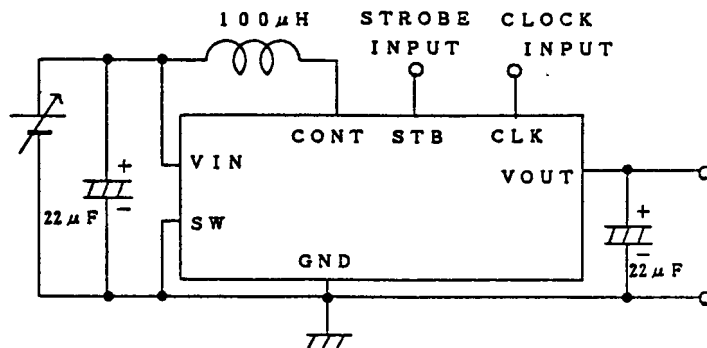 100μH
STROBE INPUT
CLOCK INPUT
CONT
STB
CLK
VIN
VOUT
+
-
22μF
SW
+
-
22μF
GND